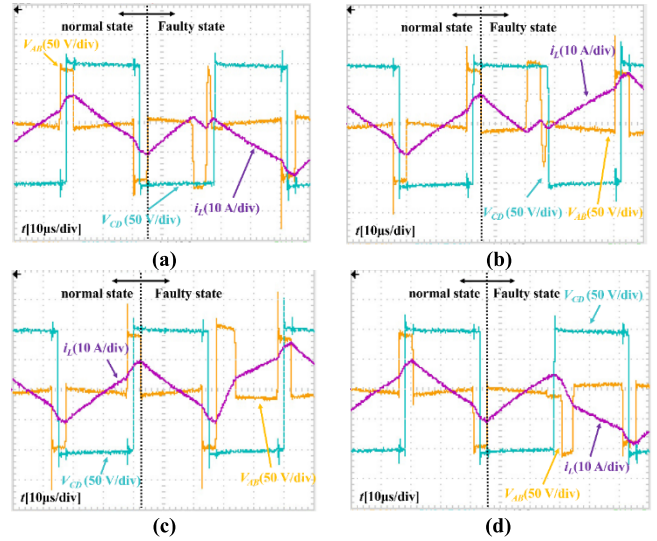 normal state Faulty state
V_AB(50 V/div)
i_L(10 A/div)
V_CD(50 V/div)
t[10μs/div]
(a)
normal state Faulty state
i_L(10 A/div)
V_CD(50 V/div)
V_AB(50 V/div)
t[10μs/div]
(b)
normal state Faulty state
i_L(10 A/div)
V_CD(50 V/div)
V_AB(50 V/div)
t[10μs/div]
(c)
normal state Faulty state
V_CD(50 V/div)
i_L(10 A/div)
V_AB(50 V/div)
t[10μs/div]
(d)